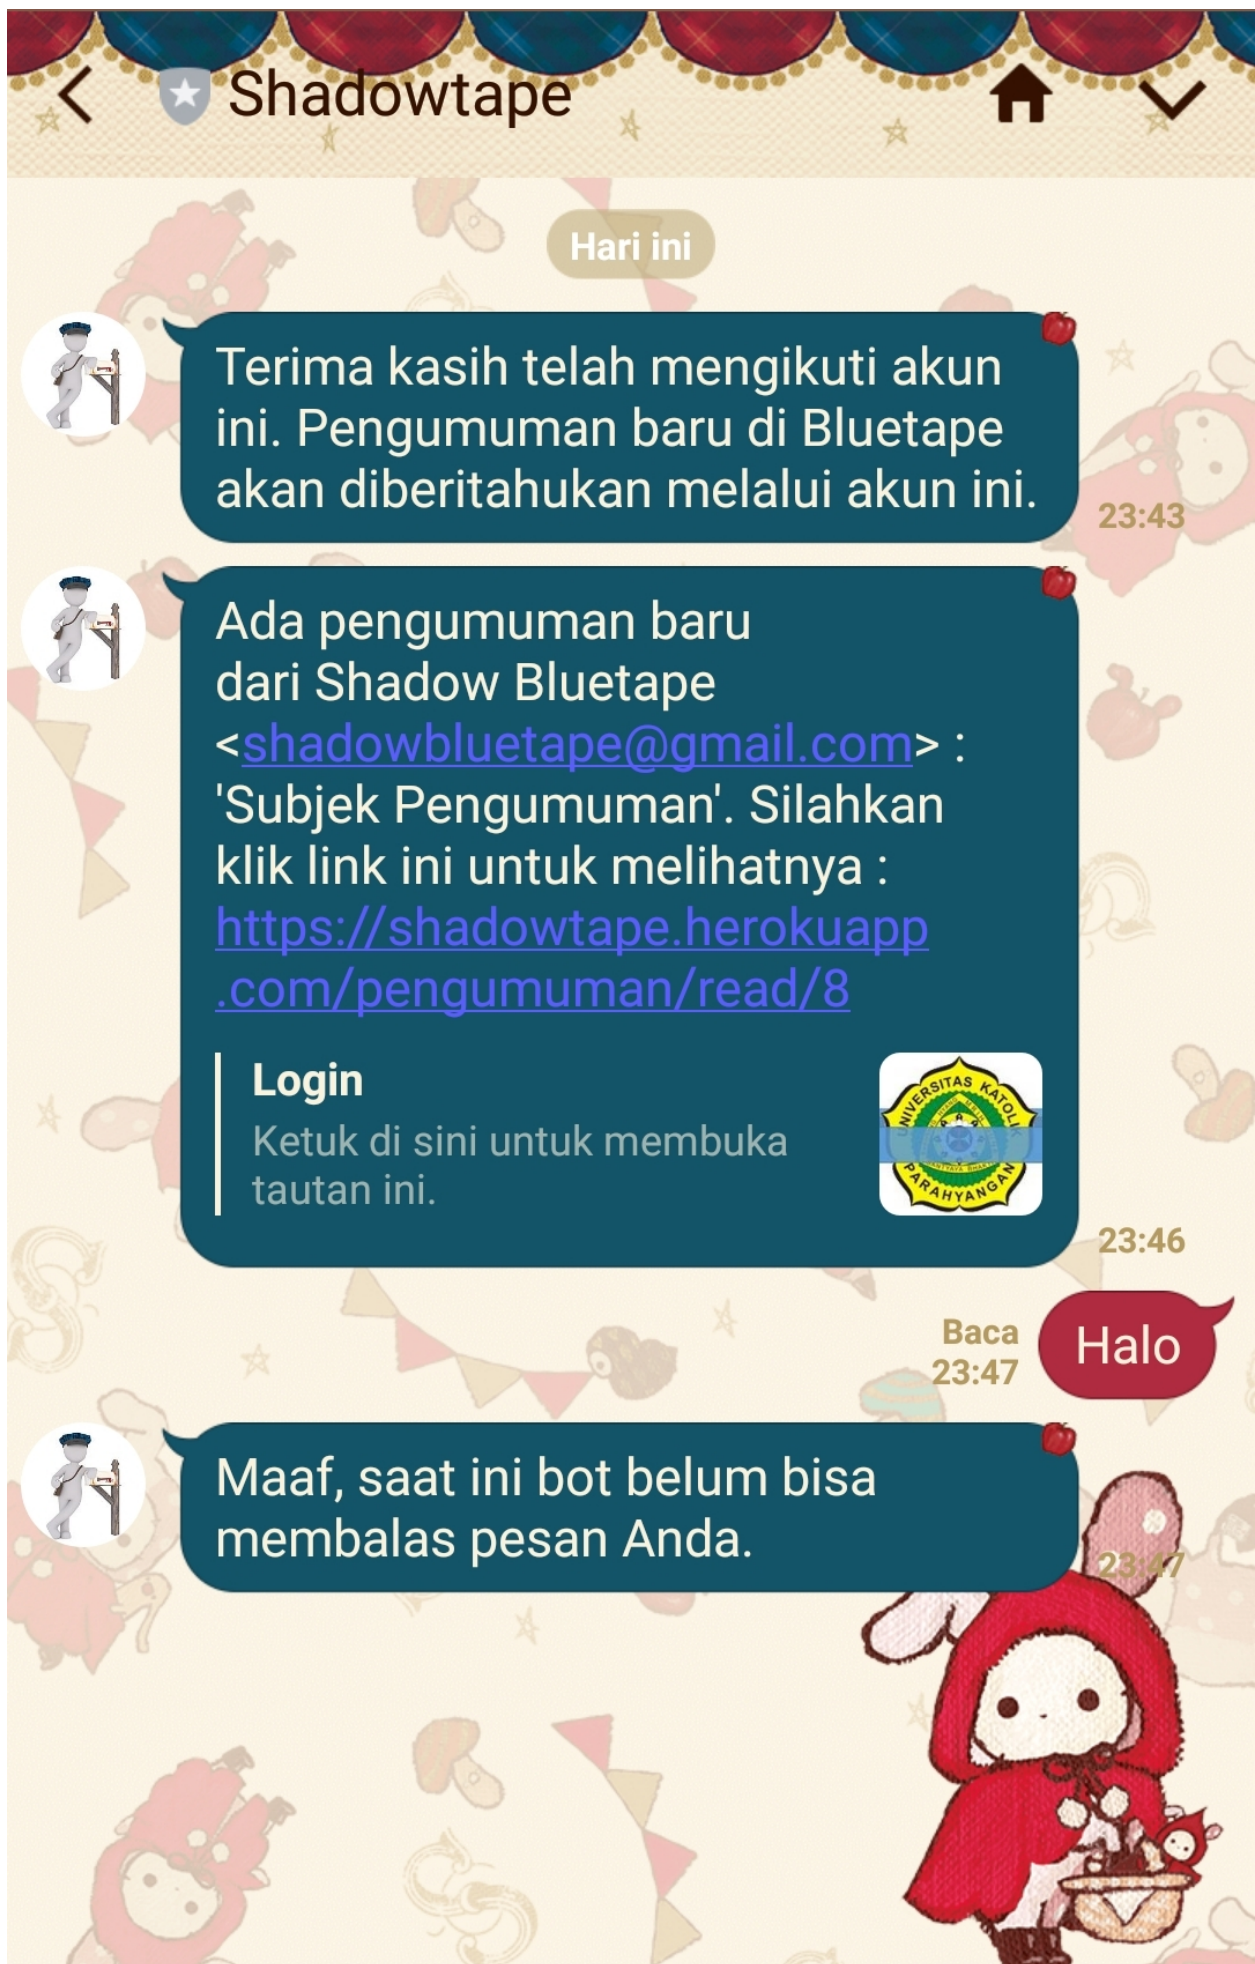 Shadowtape
Hari ini
Terima kasih telah mengikuti akun
ini. Pengumuman baru di Bluetape
akan diberitahukan melalui akun ini.
23:43
Ada pengumuman baru
dari Shadow Bluetape
<shadowbluetape@gmail.com> :
'Subjek Pengumuman'. Silahkan
klik link ini untuk melihatnya :
https://shadowtape.herokuapp
.com/pengumuman/read/8
Login
Ketuk di sini untuk membuka
tautan ini.
UNIVERSITAS KATOLIK
PARAHYANGAN
23:46
Baca
23:47
Halo
Maaf, saat ini bot belum bisa
membalas pesan Anda.
23:47